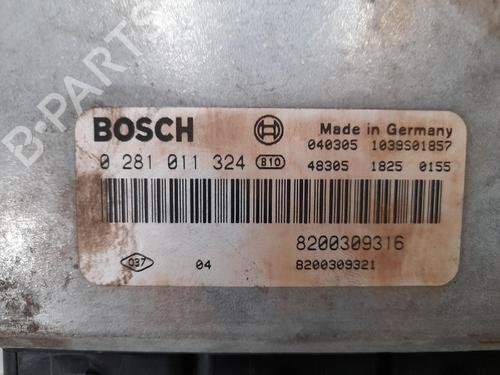 B-PARTS
BOSCH
Made in Germany
040305 1039S01857
0 281 011 324 810
48305 1825 0155
8200309316
037
04
8200309321